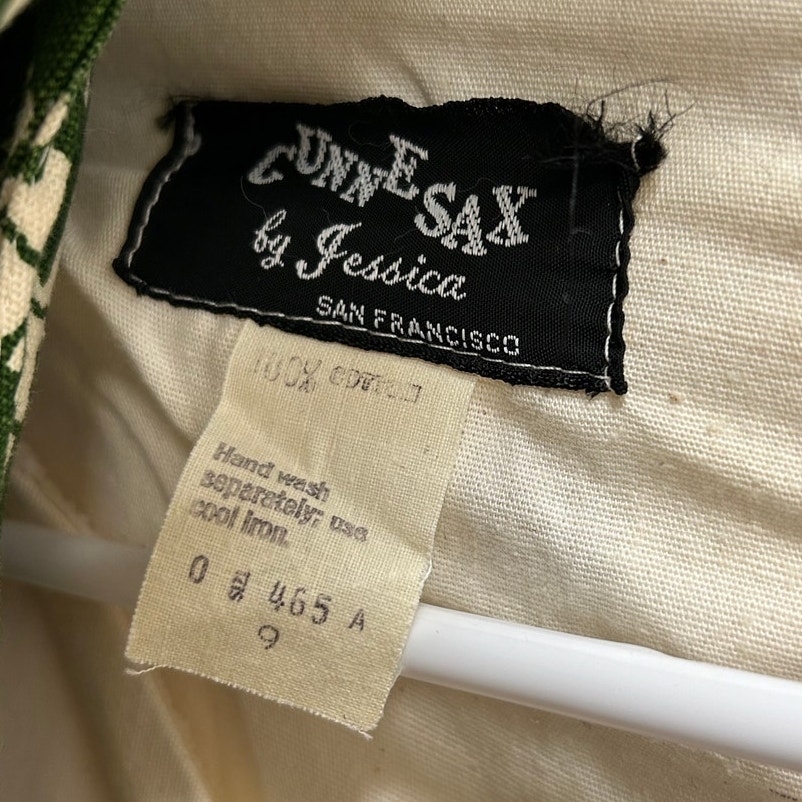 GUNNE SAX
by Jessica
SAN FRANCISCO
100% COTTON
Hand wash
separately; use
cool iron.
0 465 A
9